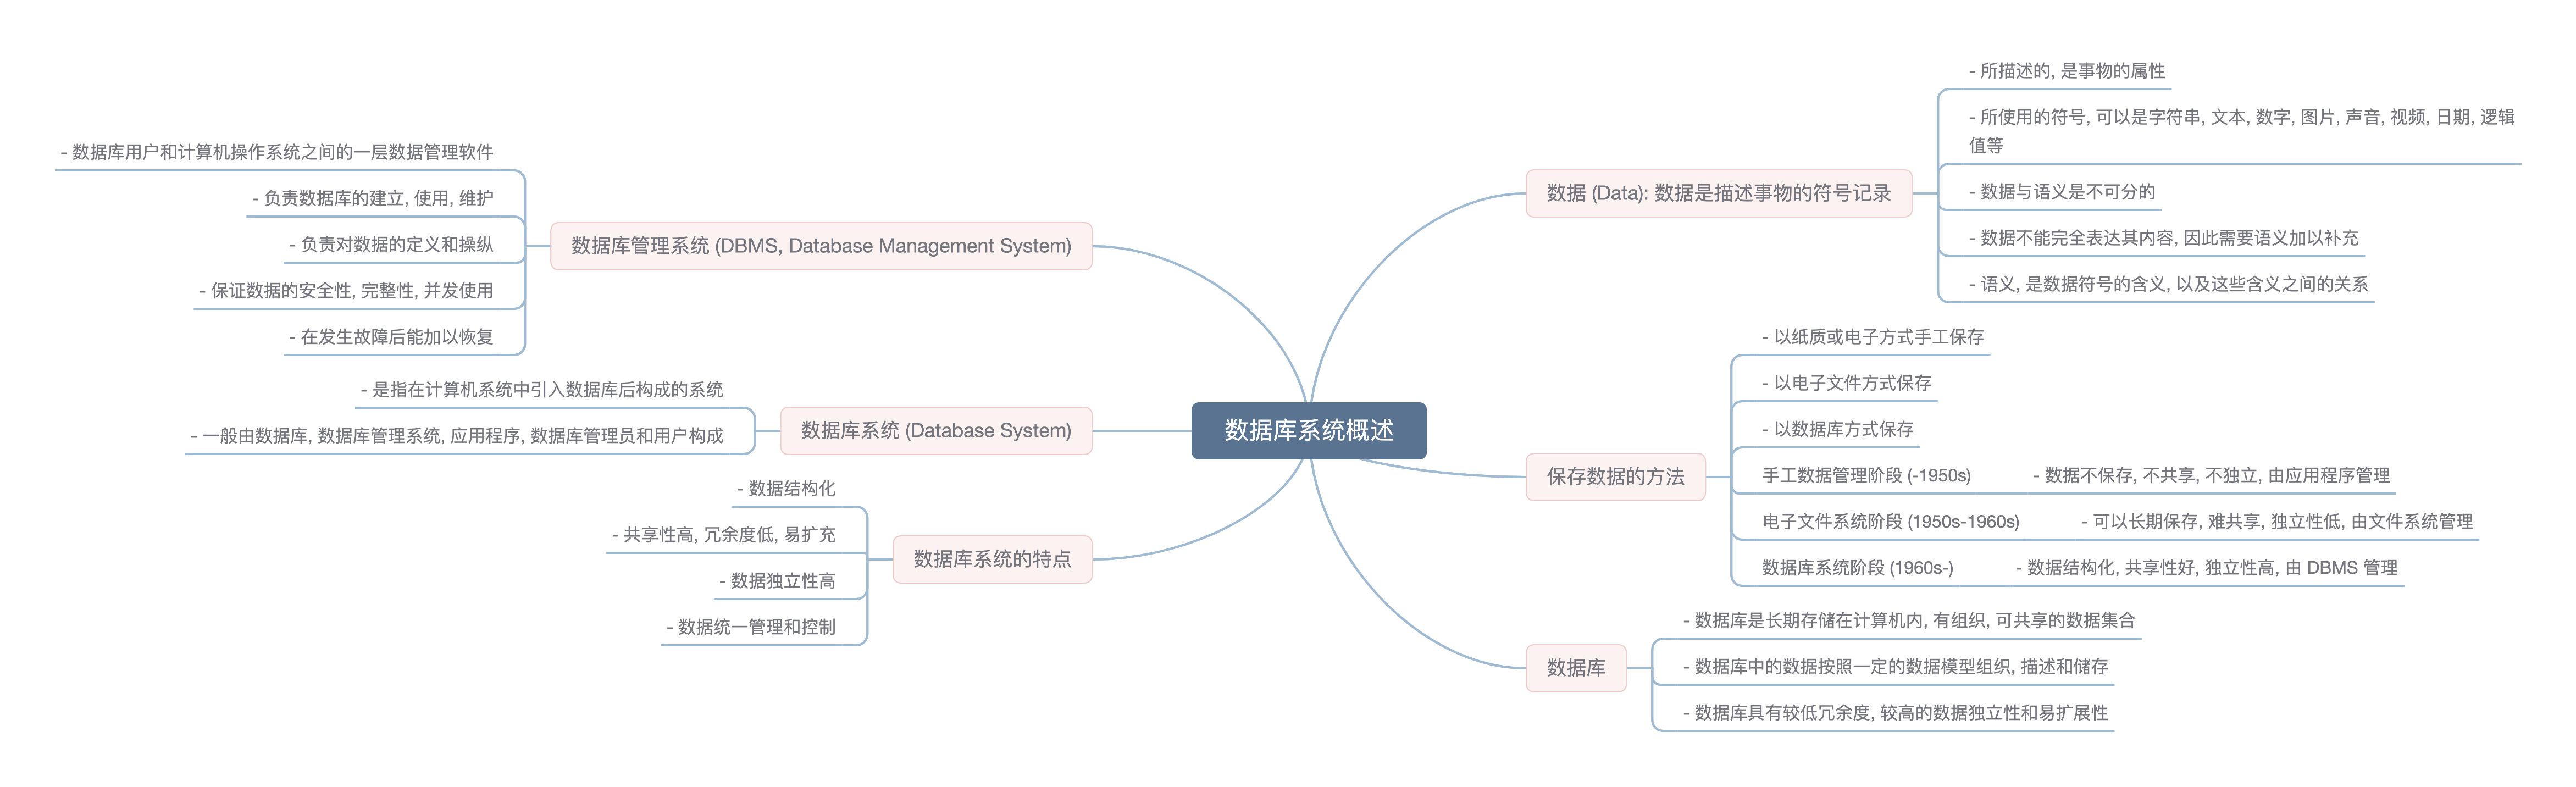 数据库系统概述
数据 (Data): 数据是描述事物的符号记录
- 所描述的, 是事物的属性
- 所使用的符号, 可以是字符串, 文本, 数字, 图片, 声音, 视频, 日期, 逻辑
值等
- 数据与语义是不可分的
- 数据不能完全表达其内容, 因此需要语义加以补充
- 语义, 是数据符号的含义, 以及这些含义之间的关系
保存数据的方法
- 以纸质或电子方式手工保存
- 以电子文件方式保存
- 以数据库方式保存
手工数据管理阶段 (-1950s) - 数据不保存, 不共享, 不独立, 由应用程序管理
电子文件系统阶段 (1950s-1960s) - 可以长期保存, 难共享, 独立性低, 由文件系统管理
数据库系统阶段 (1960s-) - 数据结构化, 共享性好, 独立性高, 由 DBMS 管理
数据库
- 数据库是长期存储在计算机内, 有组织, 可共享的数据集合
- 数据库中的数据按照一定的数据模型组织, 描述和储存
- 数据库具有较低冗余度, 较高的数据独立性和易扩展性
数据库管理系统 (DBMS, Database Management System)
- 数据库用户和计算机操作系统之间的一层数据管理软件
- 负责数据库的建立, 使用, 维护
- 负责对数据的定义和操纵
- 保证数据的安全性, 完整性, 并发使用
- 在发生故障后能加以恢复
数据库系统 (Database System)
- 是指在计算机系统中引入数据库后构成的系统
- 一般由数据库, 数据库管理系统, 应用程序, 数据库管理员和用户构成
数据库系统的特点
- 数据结构化
- 共享性高, 冗余度低, 易扩充
- 数据独立性高
- 数据统一管理和控制